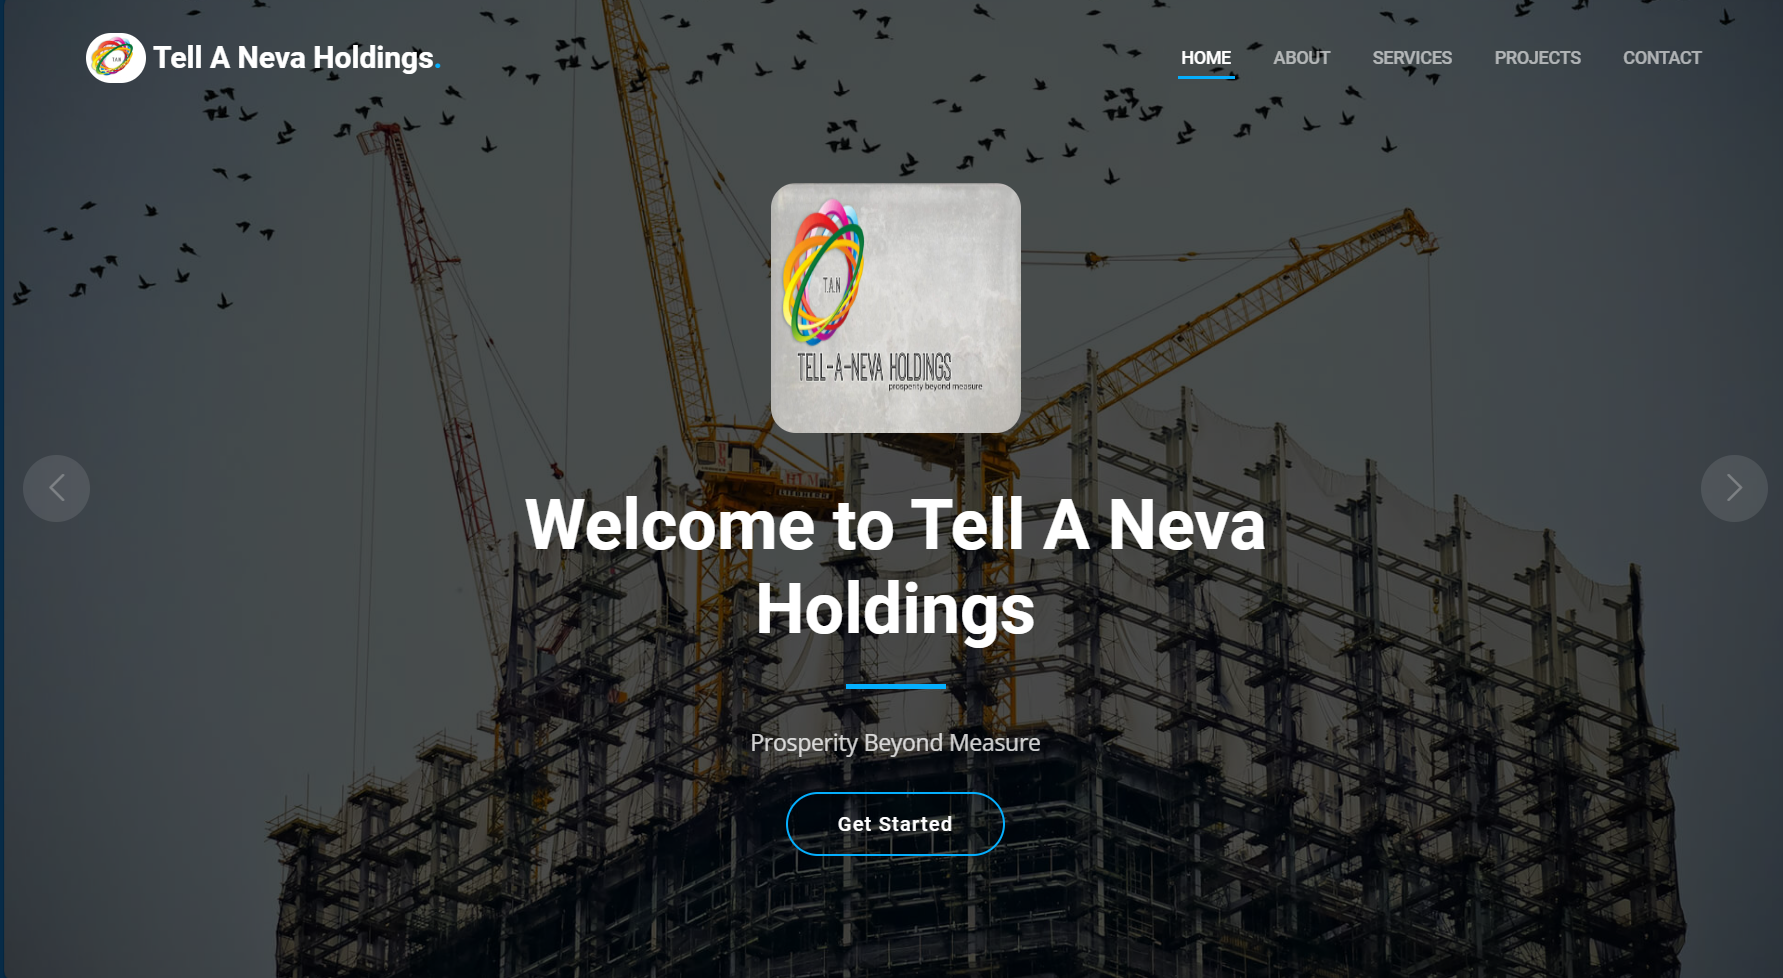 T.A.N
Tell A Neva Holdings.
HOME ABOUT SERVICES PROJECTS CONTACT
T.A.N
TELL-A-NEVA HOLDINGS
prosperity beyond measure
LIEBHERR
Welcome to Tell A Neva
Holdings
Prosperity Beyond Measure
Get Started